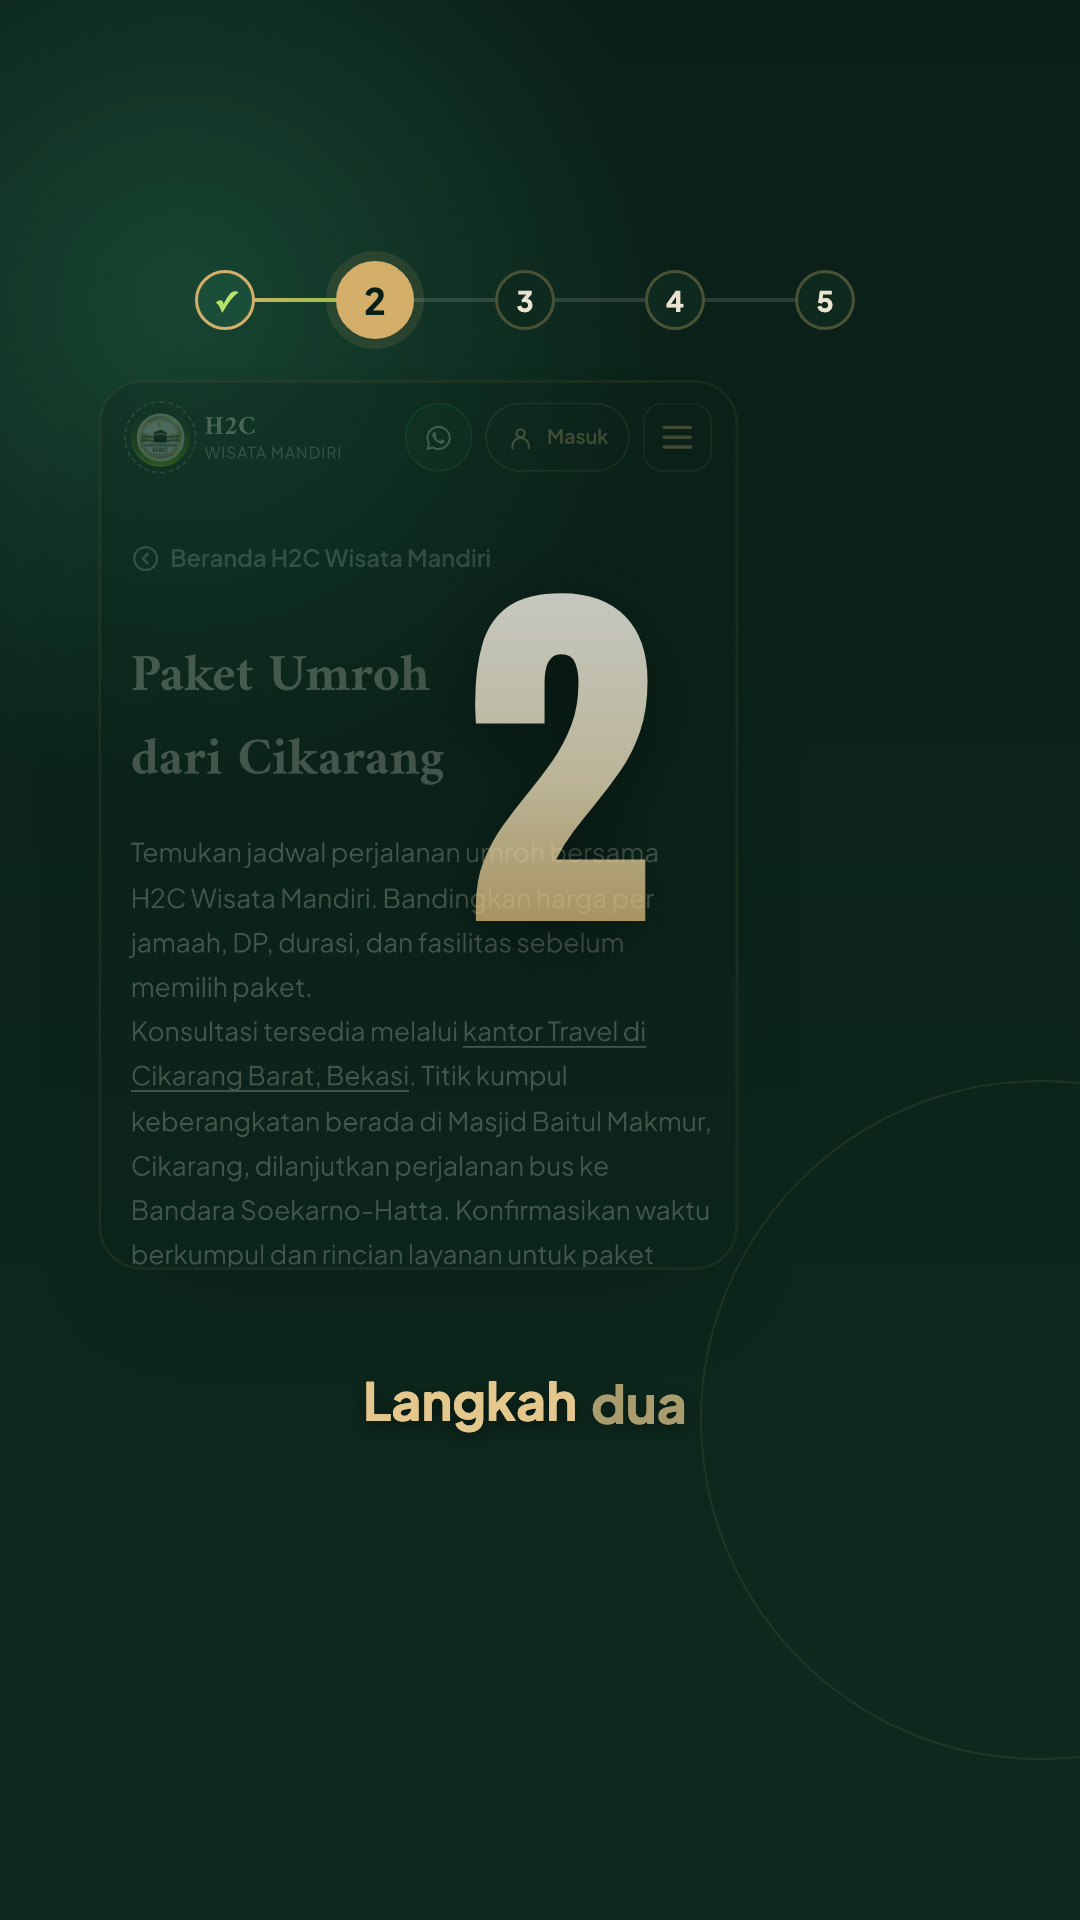 2 3 4 5
H2C
WISATA MANDIRI
Masuk
Beranda H2C Wisata Mandiri
Paket Umroh
dari Cikarang
2
Temukan jadwal perjalanan umroh bersama
H2C Wisata Mandiri. Bandingkan harga per
jamaah, DP, durasi, dan fasilitas sebelum
memilih paket.
Konsultasi tersedia melalui kantor Travel di
Cikarang Barat, Bekasi. Titik kumpul
keberangkatan berada di Masjid Baitul Makmur,
Cikarang, dilanjutkan perjalanan bus ke
Bandara Soekarno-Hatta. Konfirmasikan waktu
berkumpul dan rincian layanan untuk paket
Langkah dua